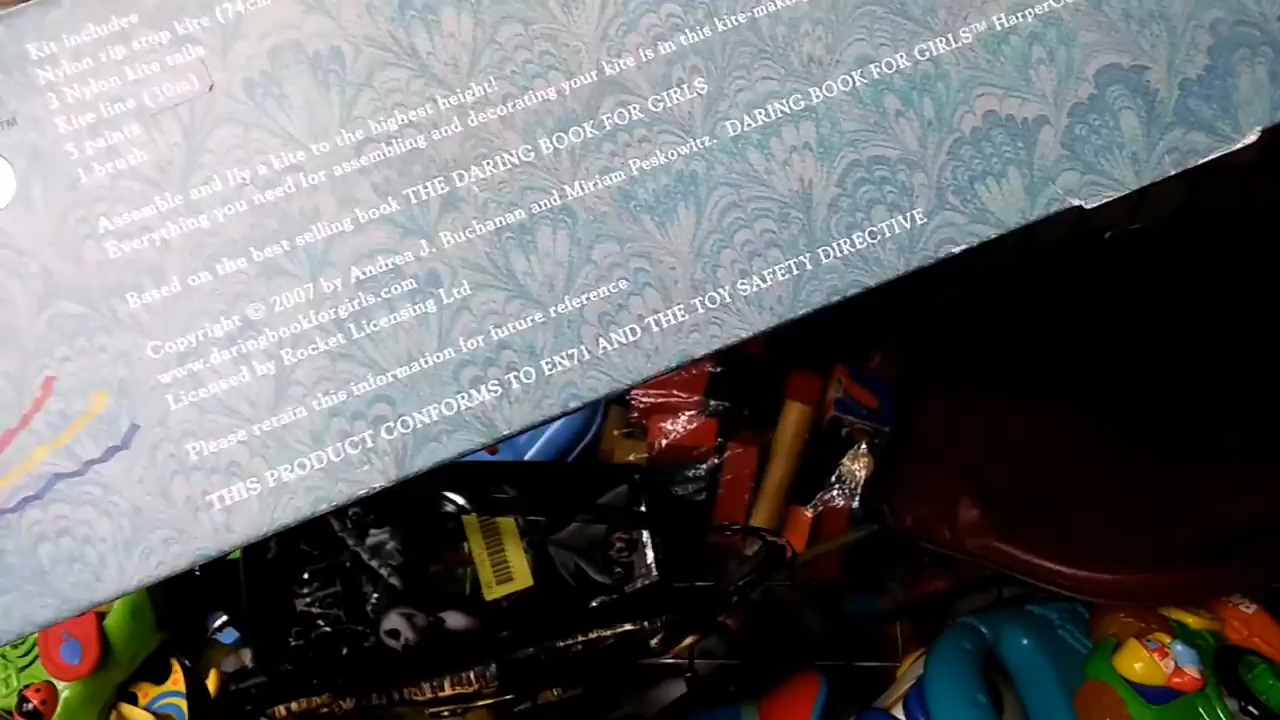 Kit includes
Nylon rip stop kite (74cm
2 Nylon kite tails
Kite line (30m)
5 paints
1 brush
TM
Assemble and fly a kite to the highest height!
Everything you need for assembling and decorating your kite is in this kite-making
Based on the best selling book THE DARING BOOK FOR GIRLS
Copyright © 2007 by Andrea J. Buchanan and Miriam Peskowitz. DARING BOOK FOR GIRLS™ HarperCo
www.daringbookforgirls.com
Licensed by Rocket Licensing Ltd
Please retain this information for future reference
THIS PRODUCT CONFORMS TO EN71 AND THE TOY SAFETY DIRECTIVE